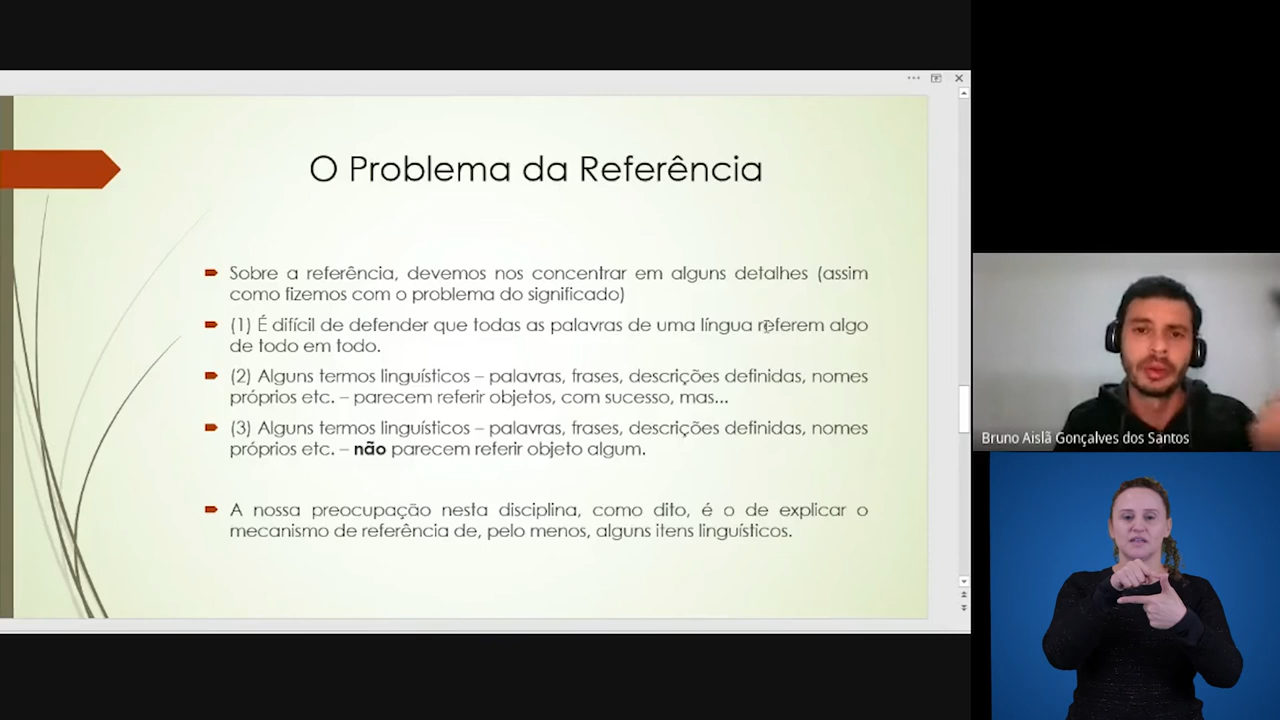 O Problema da Referência
Sobre a referência, devemos nos concentrar em alguns detalhes (assim
como fizemos com o problema do significado)
(1) É difícil de defender que todas as palavras de uma língua referem algo
de todo em todo.
(2) Alguns termos linguísticos – palavras, frases, descrições definidas, nomes
próprios etc. – parecem referir objetos, com sucesso, mas...
(3) Alguns termos linguísticos – palavras, frases, descrições definidas, nomes
próprios etc. – não parecem referir objeto algum.
A nossa preocupação nesta disciplina, como dito, é o de explicar o
mecanismo de referência de, pelo menos, alguns itens linguísticos.
Bruno Aislã Gonçalves dos Santos